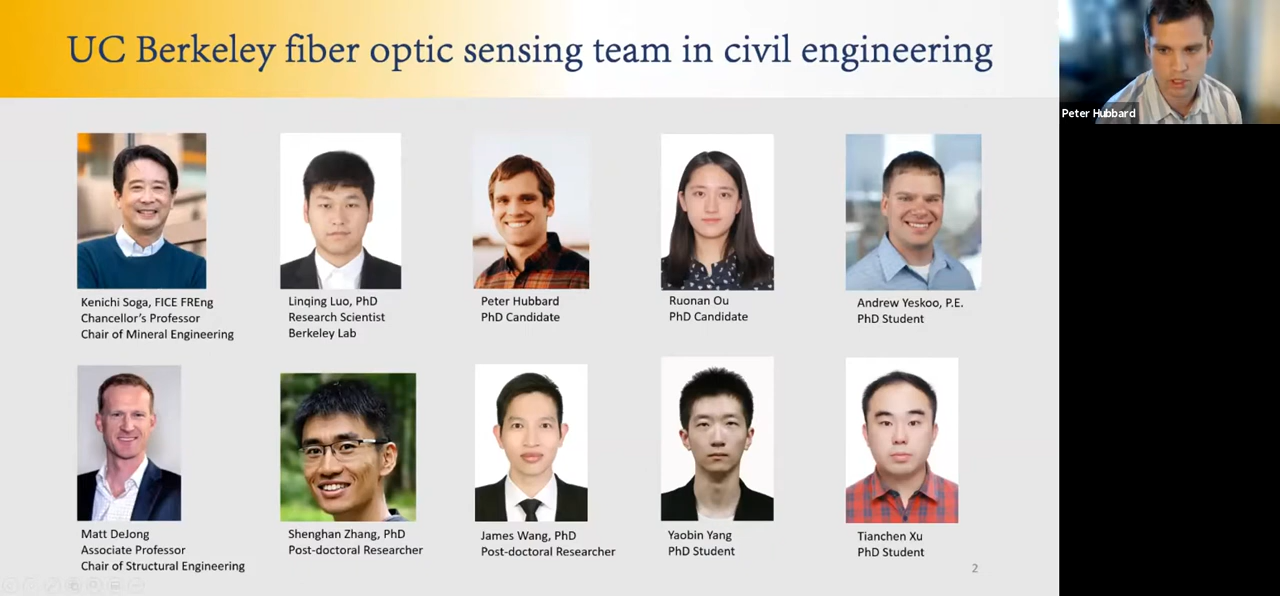 UC Berkeley fiber optic sensing team in civil engineering
Peter Hubbard
Kenichi Soga, FICE FREng
Chancellor's Professor
Chair of Mineral Engineering
Linqing Luo, PhD
Research Scientist
Berkeley Lab
Peter Hubbard
PhD Candidate
Ruonan Ou
PhD Candidate
Andrew Yeskoo, P.E.
PhD Student
Matt DeJong
Associate Professor
Chair of Structural Engineering
Shenghan Zhang, PhD
Post-doctoral Researcher
James Wang, PhD
Post-doctoral Researcher
Yaobin Yang
PhD Student
Tianchen Xu
PhD Student
2